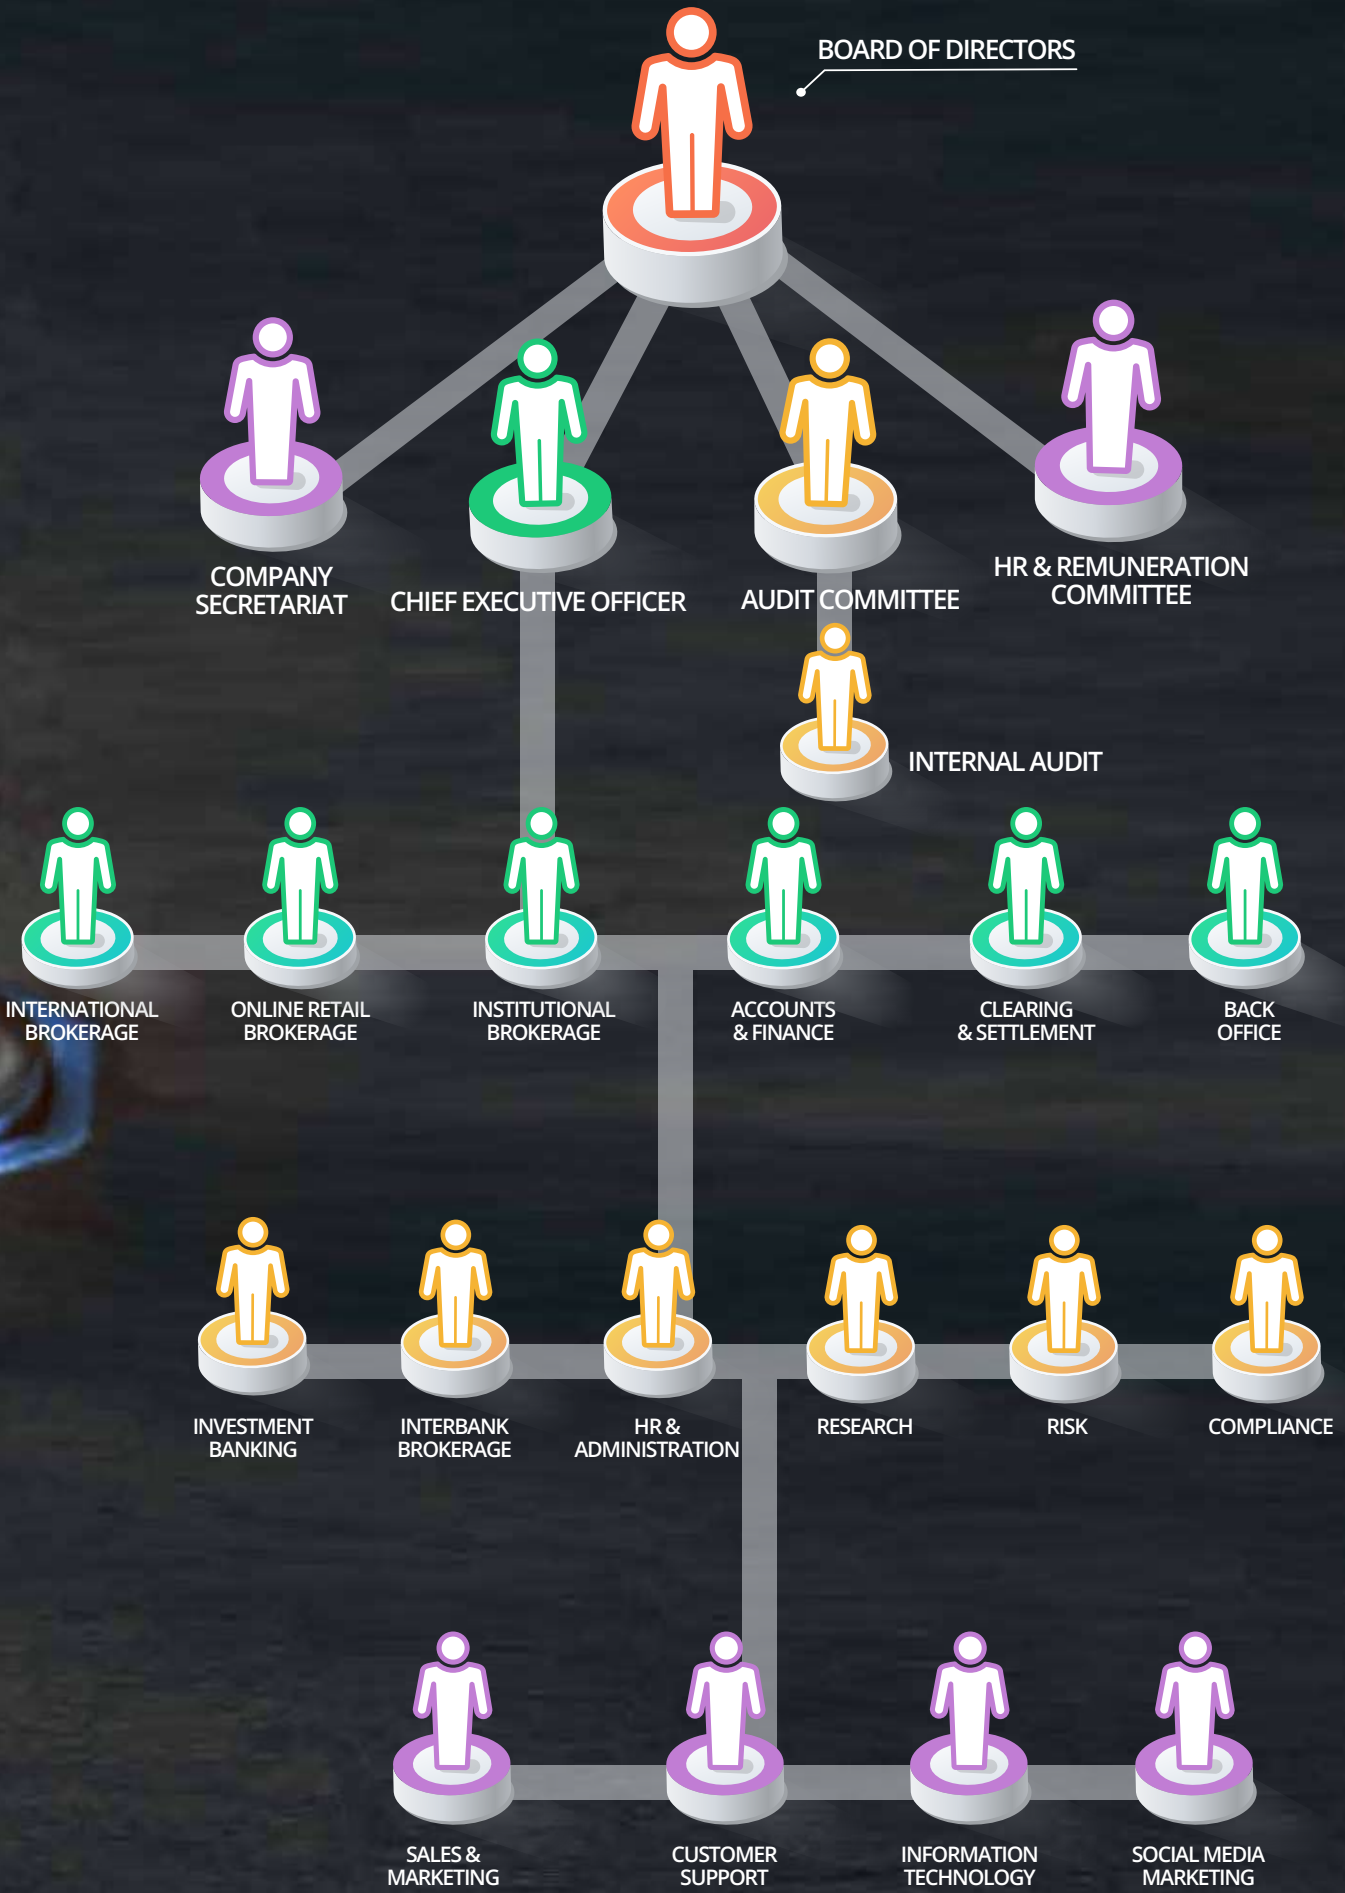 BOARD OF DIRECTORS
COMPANY
SECRETARIAT
CHIEF EXECUTIVE OFFICER
AUDIT COMMITTEE
HR & REMUNERATION
COMMITTEE
INTERNAL AUDIT
INTERNATIONAL
BROKERAGE
ONLINE RETAIL
BROKERAGE
INSTITUTIONAL
BROKERAGE
ACCOUNTS
& FINANCE
CLEARING
& SETTLEMENT
BACK
OFFICE
INVESTMENT
BANKING
INTERBANK
BROKERAGE
HR &
ADMINISTRATION
RESEARCH
RISK
COMPLIANCE
SALES &
MARKETING
CUSTOMER
SUPPORT
INFORMATION
TECHNOLOGY
SOCIAL MEDIA
MARKETING